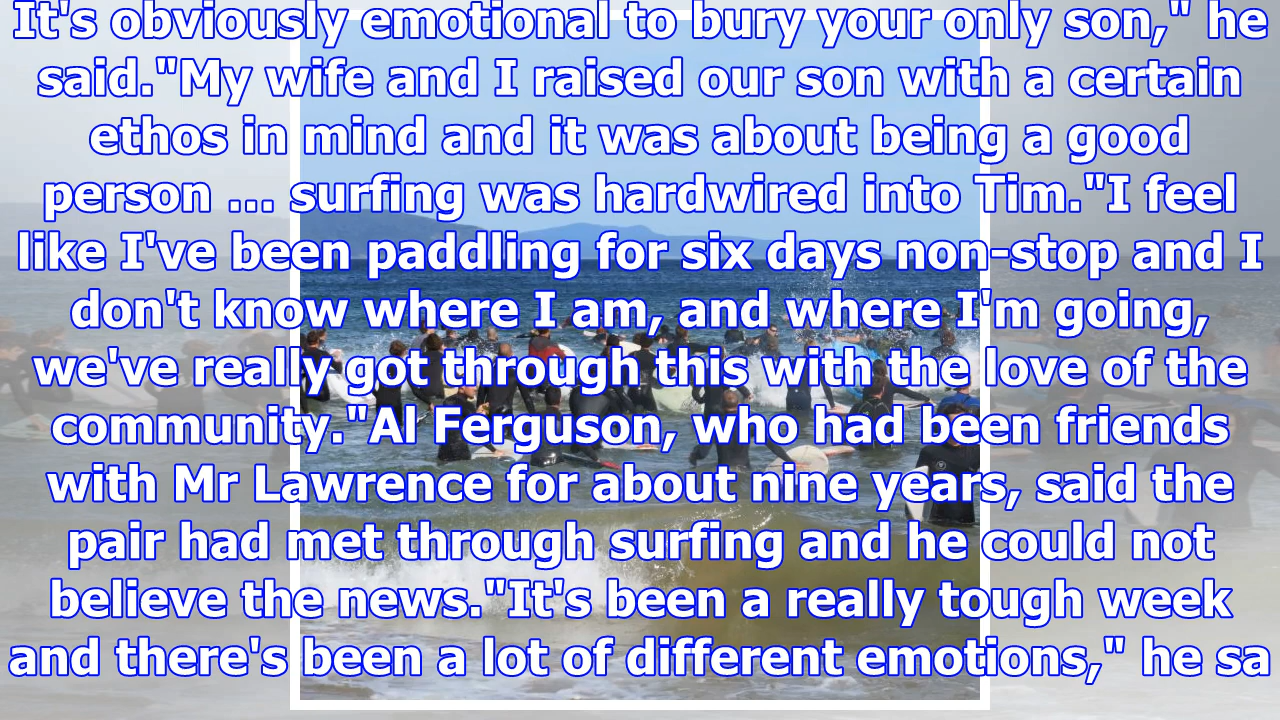 It's obviously emotional to bury your only son," he
said."My wife and I raised our son with a certain
ethos in mind and it was about being a good
person ... surfing was hardwired into Tim."I feel
like I've been paddling for six days non-stop and I
don't know where I am, and where I'm going,
we've really got through this with the love of the
community."Al Ferguson, who had been friends
with Mr Lawrence for about nine years, said the
pair had met through surfing and he could not
believe the news."It's been a really tough week
and there's been a lot of different emotions," he sa